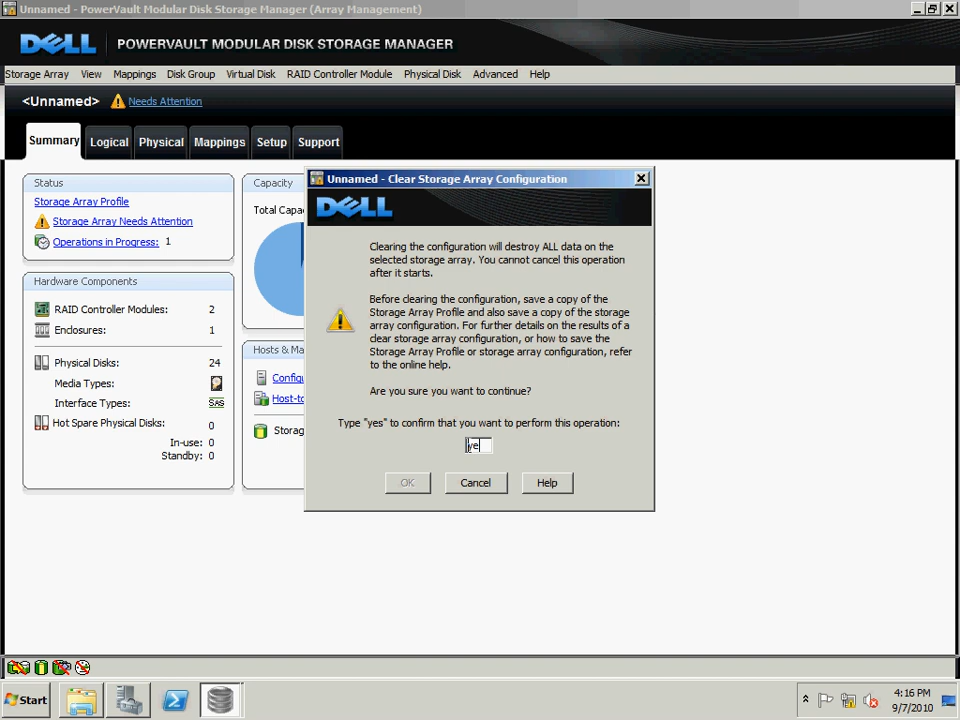 Unnamed - PowerVault Modular Disk Storage Manager (Array Management)
DELL
POWERVAULT MODULAR DISK STORAGE MANAGER
Storage Array View Mappings Disk Group Virtual Disk RAID Controller Module Physical Disk Advanced Help
<Unnamed> Needs Attention
Summary Logical Physical Mappings Setup Support
Status
Storage Array Profile
Storage Array Needs Attention
Operations in Progress: 1
Hardware Components
RAID Controller Modules: 2
Enclosures: 1
Physical Disks: 24
Media Types:
Interface Types: SAS
Hot Spare Physical Disks: 0
In-use: 0
Standby: 0
Capacity
Total Capa
Hosts & Ma
Configu
Host-to
Storag
Unnamed - Clear Storage Array Configuration
DELL
Clearing the configuration will destroy ALL data on the
selected storage array. You cannot cancel this operation
after it starts.
Before clearing the configuration, save a copy of the
Storage Array Profile and also save a copy of the storage
array configuration. For further details on the results of a
clear storage array configuration, or how to save the
Storage Array Profile or storage array configuration, refer
to the online help.
Are you sure you want to continue?
Type "yes" to confirm that you want to perform this operation:
ye
OK Cancel Help
Start
4:16 PM
9/7/2010